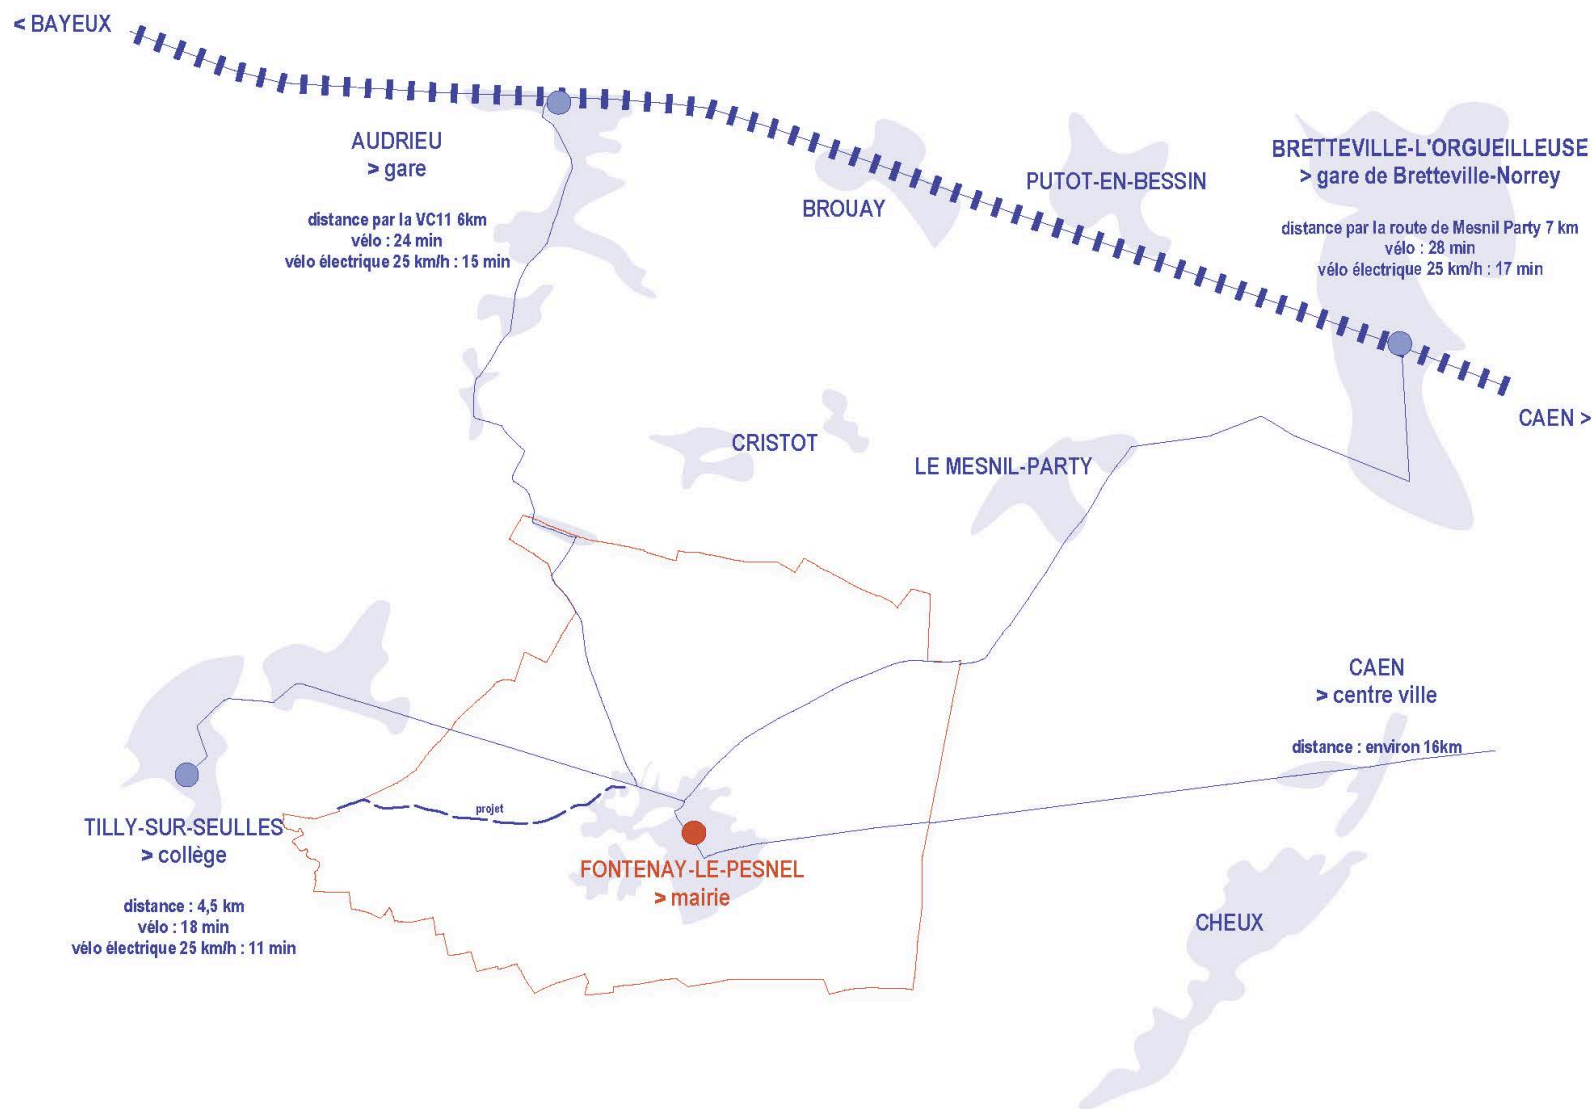 < BAYEUX
AUDRIEU
> gare
distance par la VC11 6km
vélo : 24 min
vélo électrique 25 km/h : 15 min
BROUAY
PUTOT-EN-BESSIN
BRETTEVILLE-L'ORGUEILLEUSE
> gare de Bretteville-Norrey
distance par la route de Mesnil Party 7 km
vélo : 28 min
vélo électrique 25 km/h : 17 min
CAEN >
CRISTOT
LE MESNIL-PARTY
CAEN
> centre ville
distance : environ 16km
projet
TILLY-SUR-SEULLES
> collège
distance : 4,5 km
vélo : 18 min
vélo électrique 25 km/h : 11 min
FONTENAY-LE-PESNEL
> mairie
CHEUX